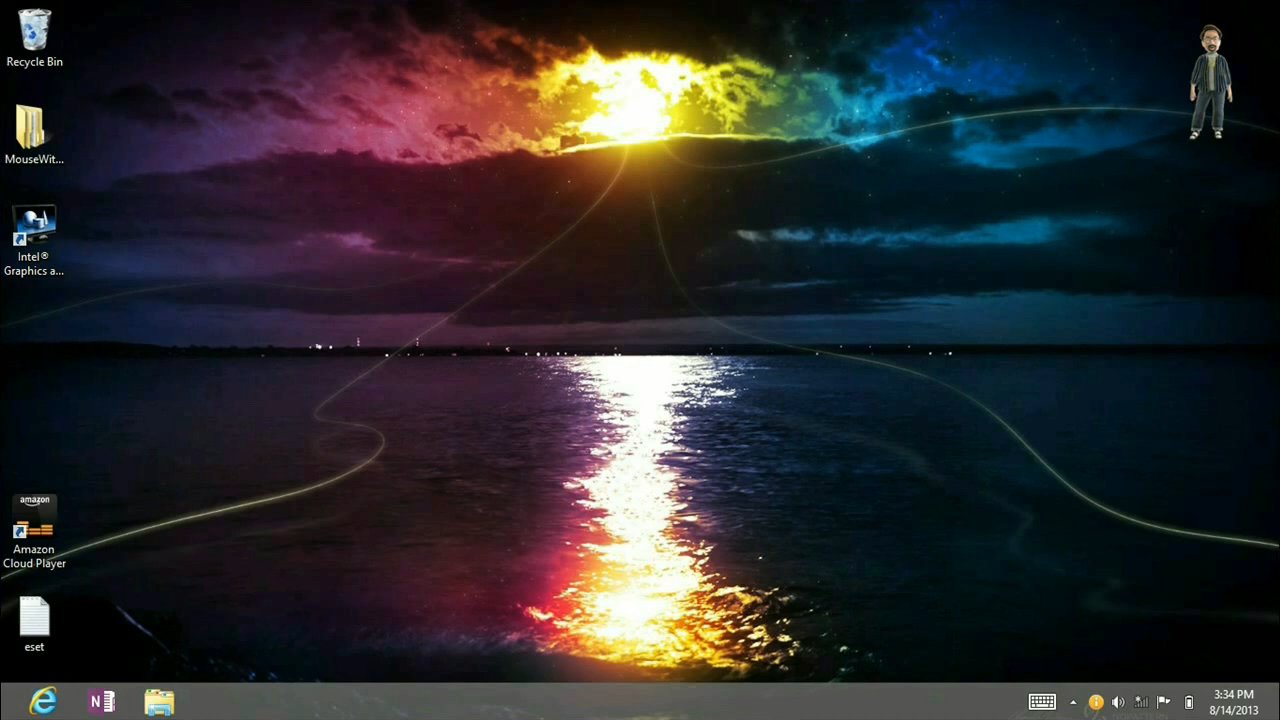 Recycle Bin
MouseWit...
Intel®
Graphics a...
amazon
Amazon
Cloud Player
eset
N
3:34 PM
8/14/2013